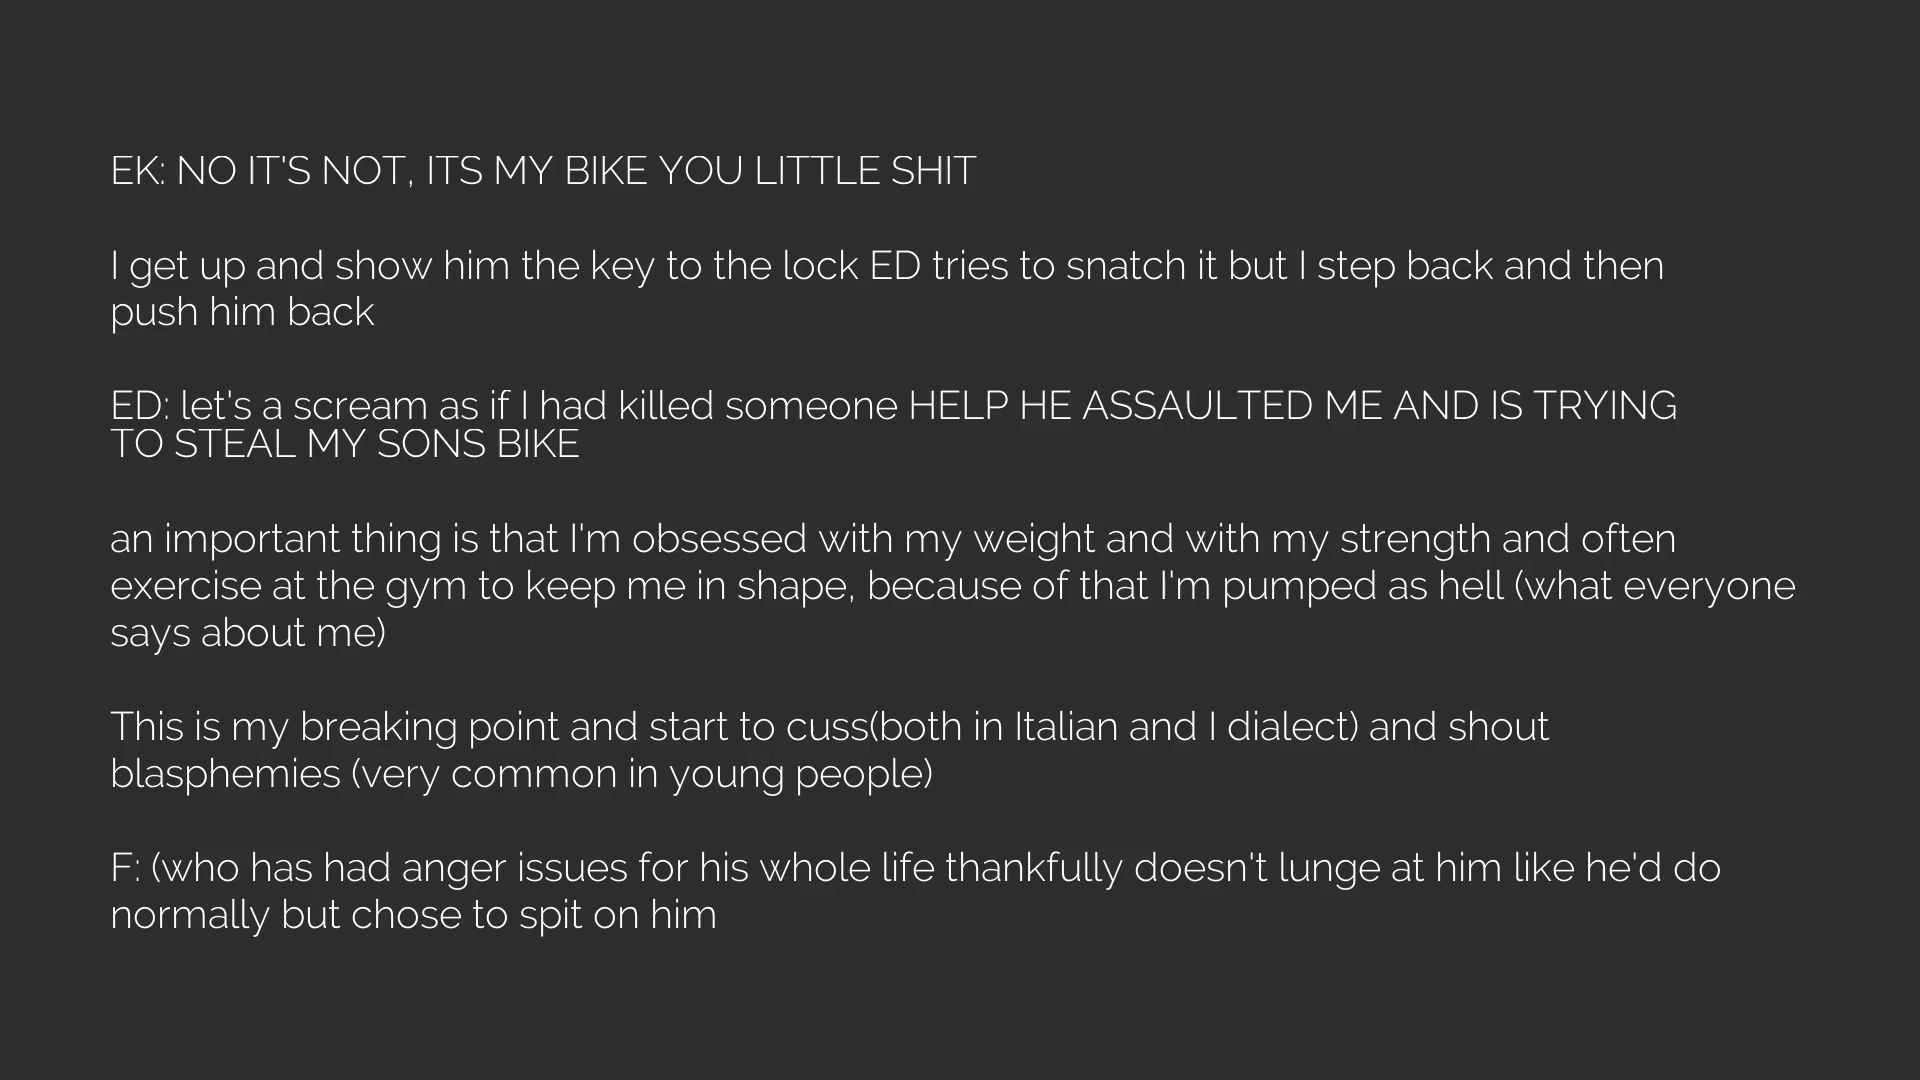 EK: NO IT'S NOT, ITS MY BIKE YOU LITTLE SHIT
I get up and show him the key to the lock ED tries to snatch it but I step back and then
push him back
ED: let's a scream as if I had killed someone HELP HE ASSAULTED ME AND IS TRYING
TO STEAL MY SONS BIKE
an important thing is that I'm obsessed with my weight and with my strength and often
exercise at the gym to keep me in shape, because of that I'm pumped as hell (what everyone
says about me)
This is my breaking point and start to cuss(both in Italian and I dialect) and shout
blasphemies (very common in young people)
F: (who has had anger issues for his whole life thankfully doesn't lunge at him like he'd do
normally but chose to spit on him